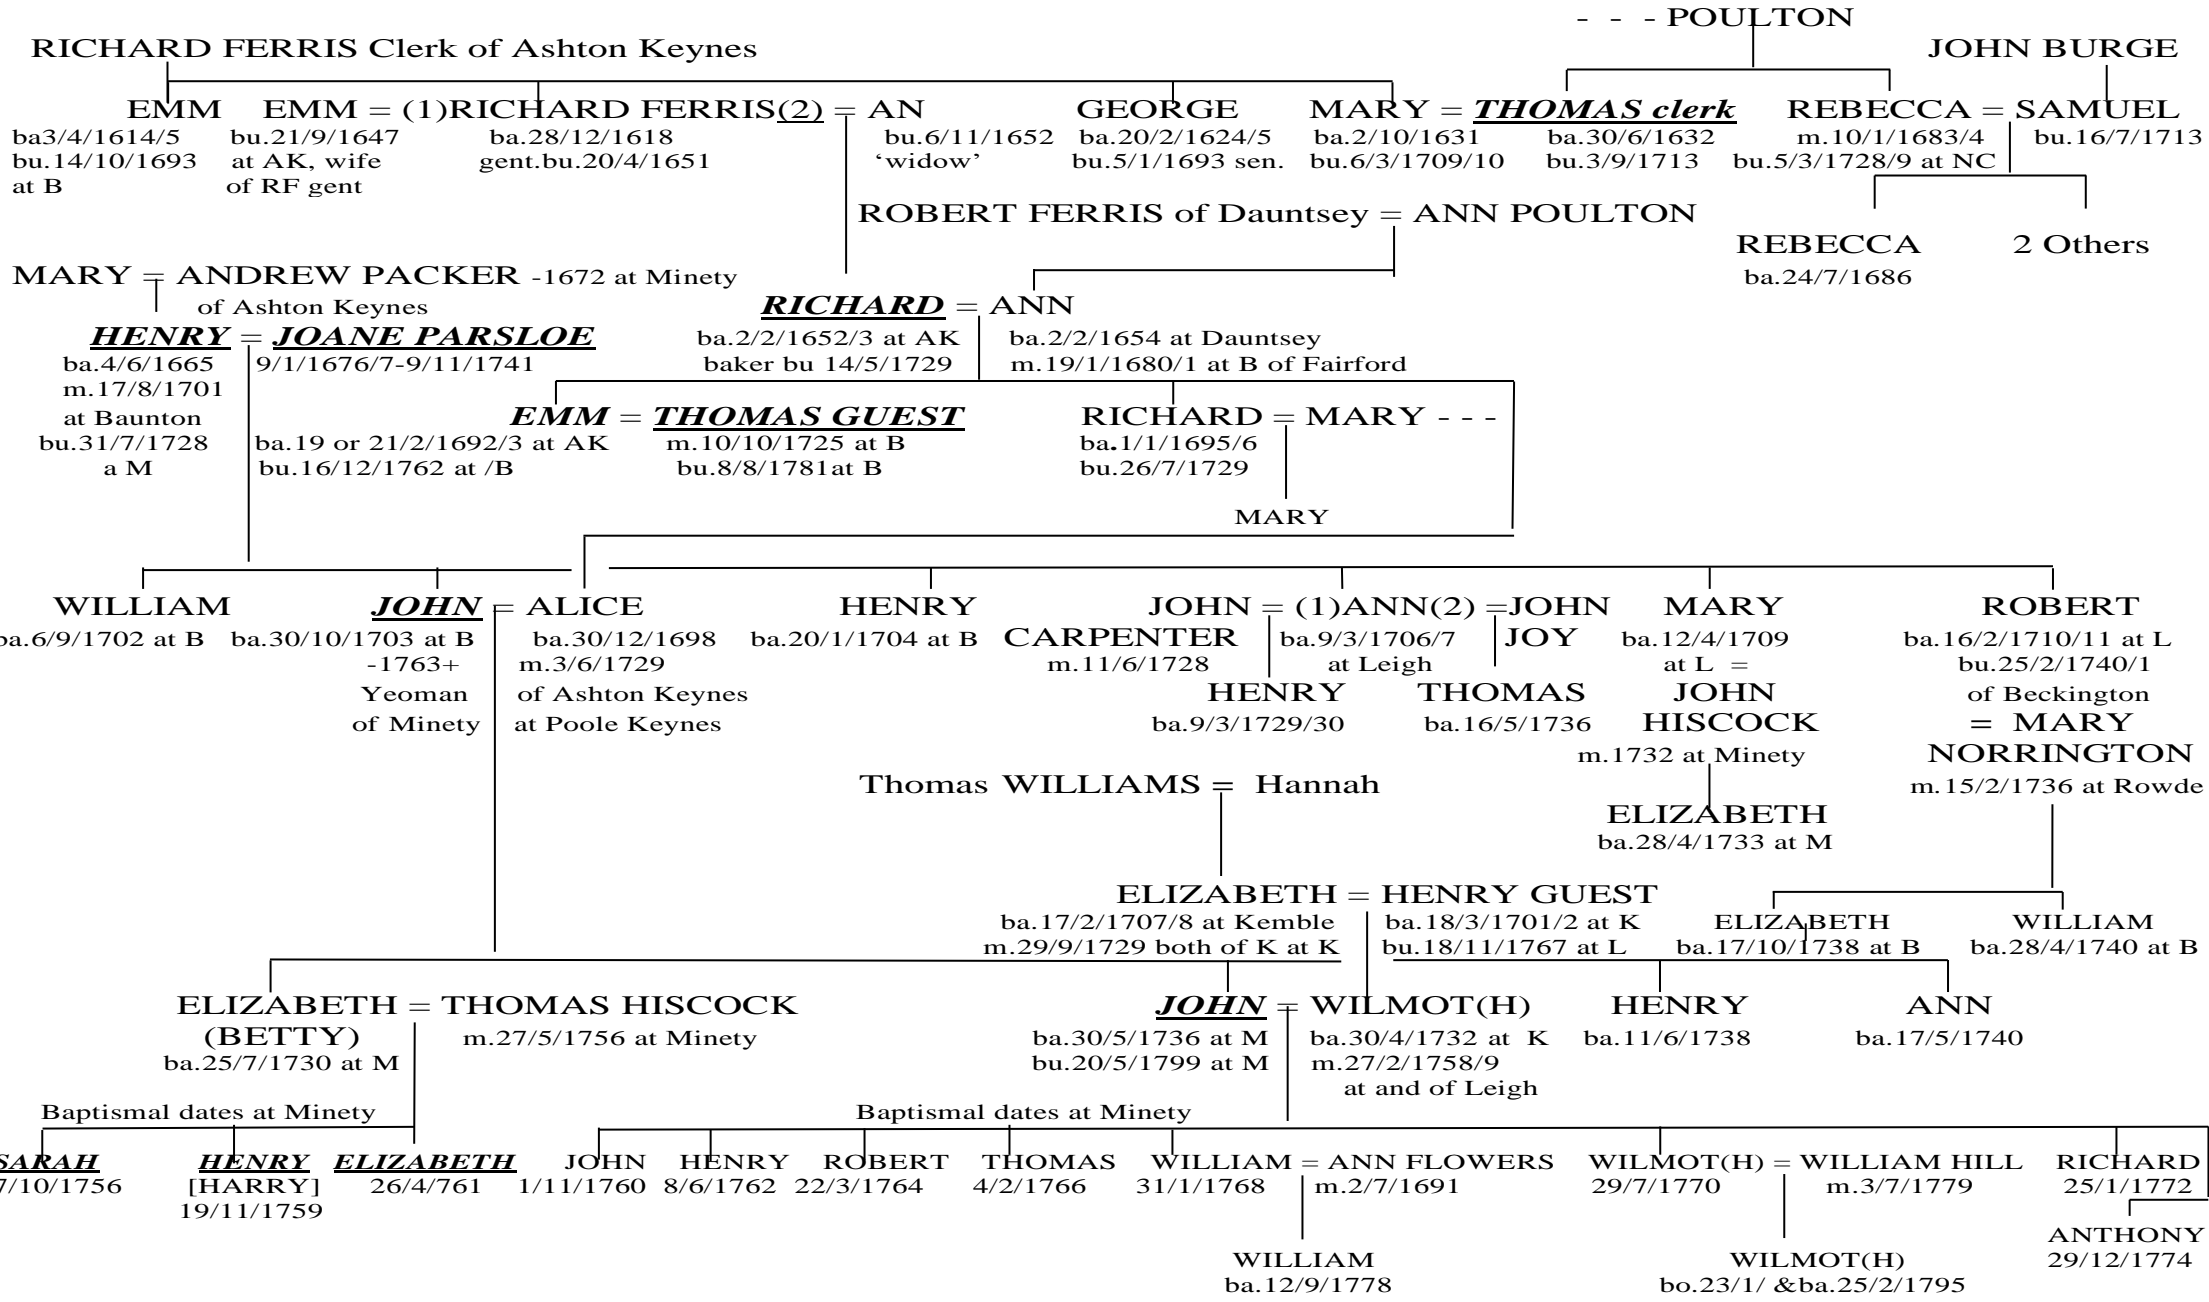 - - - POULTON
RICHARD FERRIS Clerk of Ashton Keynes JOHN BURGE
EMM EMM = (1)RICHARD FERRIS(2) = AN GEORGE MARY = THOMAS clerk REBECCA = SAMUEL
ba3/4/1614/5 bu.21/9/1647 ba.28/12/1618 bu.6/11/1652 ba.20/2/1624/5 ba.2/10/1631 ba.30/6/1632 m.10/1/1683/4 bu.16/7/1713
bu.14/10/1693 at AK, wife gent.bu.20/4/1651 ‘widow’ bu.5/1/1693 sen. bu.6/3/1709/10 bu.3/9/1713 bu.5/3/1728/9 at NC
at B of RF gent
ROBERT FERRIS of Dauntsey = ANN POULTON
REBECCA 2 Others
MARY = ANDREW PACKER -1672 at Minety ba.24/7/1686
of Ashton Keynes RICHARD = ANN
HENRY = JOANE PARSLOE ba.2/2/1652/3 at AK ba.2/2/1654 at Dauntsey
ba.4/6/1665 9/1/1676/7-9/11/1741 baker bu 14/5/1729 m.19/1/1680/1 at B of Fairford
m.17/8/1701
at Baunton EMM = THOMAS GUEST RICHARD = MARY - - -
bu.31/7/1728 ba.19 or 21/2/1692/3 at AK m.10/10/1725 at B ba.1/1/1695/6
a M bu.16/12/1762 at /B bu.8/8/1781at B bu.26/7/1729
MARY
WILLIAM JOHN = ALICE HENRY JOHN = (1)ANN(2) =JOHN MARY ROBERT
ba.6/9/1702 at B ba.30/10/1703 at B ba.30/12/1698 ba.20/1/1704 at B CARPENTER ba.9/3/1706/7 JOY ba.12/4/1709 ba.16/2/1710/11 at L
-1763+ m.3/6/1729 m.11/6/1728 at Leigh at L = bu.25/2/1740/1
Yeoman of Ashton Keynes HENRY THOMAS JOHN of Beckington
of Minety at Poole Keynes ba.9/3/1729/30 ba.16/5/1736 HISCOCK = MARY
m.1732 at Minety NORRINGTON
Thomas WILLIAMS = Hannah m.15/2/1736 at Rowde
ELIZABETH
ba.28/4/1733 at M
ELIZABETH = HENRY GUEST
ba.17/2/1707/8 at Kemble ba.18/3/1701/2 at K ELIZABETH WILLIAM
m.29/9/1729 both of K at K bu.18/11/1767 at L ba.17/10/1738 at B ba.28/4/1740 at B
ELIZABETH = THOMAS HISCOCK JOHN = WILMOT(H) HENRY ANN
(BETTY) m.27/5/1756 at Minety ba.30/5/1736 at M ba.30/4/1732 at K ba.11/6/1738 ba.17/5/1740
ba.25/7/1730 at M bu.20/5/1799 at M m.27/2/1758/9
at and of Leigh
Baptismal dates at Minety Baptismal dates at Minety
SARAH HENRY ELIZABETH JOHN HENRY ROBERT THOMAS WILLIAM = ANN FLOWERS WILMOT(H) = WILLIAM HILL RICHARD
7/10/1756 [HARRY] 26/4/761 1/11/1760 8/6/1762 22/3/1764 4/2/1766 31/1/1768 m.2/7/1691 29/7/1770 m.3/7/1779 25/1/1772
19/11/1759
ANTHONY
WILLIAM WILMOT(H) 29/12/1774
ba.12/9/1778 bo.23/1/ &ba.25/2/1795